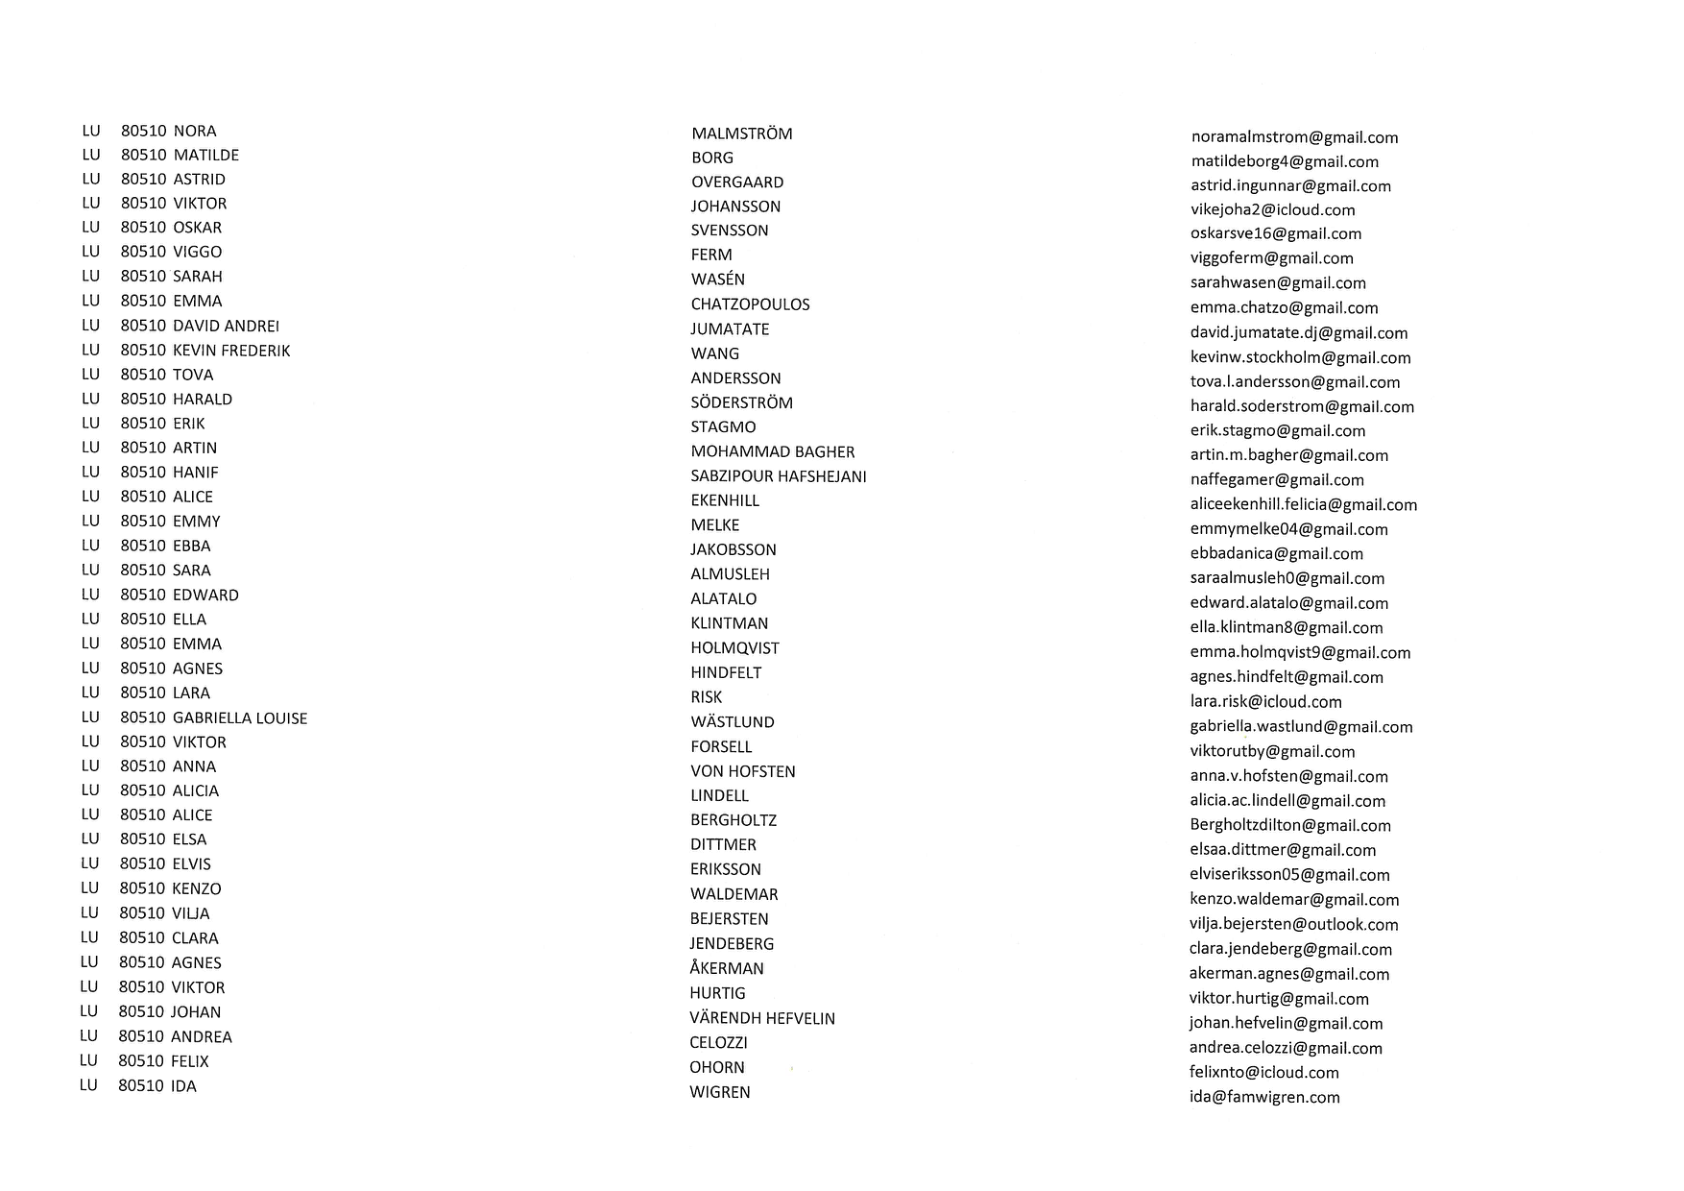 LU 80510 NORA MALMSTRÖM noramalmstrom@gmail.com
LU 80510 MATILDE BORG matildeborg4@gmail.com
LU 80510 ASTRID OVERGAARD astrid.ingunnar@gmail.com
LU 80510 VIKTOR JOHANSSON vikejoha2@icloud.com
LU 80510 OSKAR SVENSSON oskarsve16@gmail.com
LU 80510 VIGGO FERM viggoferm@gmail.com
LU 80510 SARAH WASÉN sarahwasen@gmail.com
LU 80510 EMMA CHATZOPOULOS emma.chatzo@gmail.com
LU 80510 DAVID ANDREI JUMATATE david.jumatate.dj@gmail.com
LU 80510 KEVIN FREDERIK WANG kevinw.stockholm@gmail.com
LU 80510 TOVA ANDERSSON tova.l.andersson@gmail.com
LU 80510 HARALD SÖDERSTRÖM harald.soderstrom@gmail.com
LU 80510 ERIK STAGMO erik.stagmo@gmail.com
LU 80510 ARTIN MOHAMMAD BAGHER artin.m.bagher@gmail.com
LU 80510 HANIF SABZIPOUR HAFSHEJANI naffegamer@gmail.com
LU 80510 ALICE EKENHILL aliceekenhill.felicia@gmail.com
LU 80510 EMMY MELKE emmymelke04@gmail.com
LU 80510 EBBA JAKOBSSON ebbadanica@gmail.com
LU 80510 SARA ALMUSLEH saraalmusleh0@gmail.com
LU 80510 EDWARD ALATALO edward.alatalo@gmail.com
LU 80510 ELLA KLINTMAN ella.klintman8@gmail.com
LU 80510 EMMA HOLMQVIST emma.holmqvist9@gmail.com
LU 80510 AGNES HINDFELT agnes.hindfelt@gmail.com
LU 80510 LARA RISK lara.risk@icloud.com
LU 80510 GABRIELLA LOUISE WÄSTLUND gabriella.wastlund@gmail.com
LU 80510 VIKTOR FORSELL viktorutby@gmail.com
LU 80510 ANNA VON HOFSTEN anna.v.hofsten@gmail.com
LU 80510 ALICIA LINDELL alicia.ac.lindell@gmail.com
LU 80510 ALICE BERGHOLTZ Bergholtzdilton@gmail.com
LU 80510 ELSA DITTMER elsaa.dittmer@gmail.com
LU 80510 ELVIS ERIKSSON elviseriksson05@gmail.com
LU 80510 KENZO WALDEMAR kenzo.waldemar@gmail.com
LU 80510 VILJA BEJERSTEN vilja.bejersten@outlook.com
LU 80510 CLARA JENDEBERG clara.jendeberg@gmail.com
LU 80510 AGNES ÅKERMAN akerman.agnes@gmail.com
LU 80510 VIKTOR HURTIG viktor.hurtig@gmail.com
LU 80510 JOHAN VÄRENDH HEFVELIN johan.hefvelin@gmail.com
LU 80510 ANDREA CELOZZI andrea.celozzi@gmail.com
LU 80510 FELIX OHORN felixnto@icloud.com
LU 80510 IDA WIGREN ida@famwigren.com